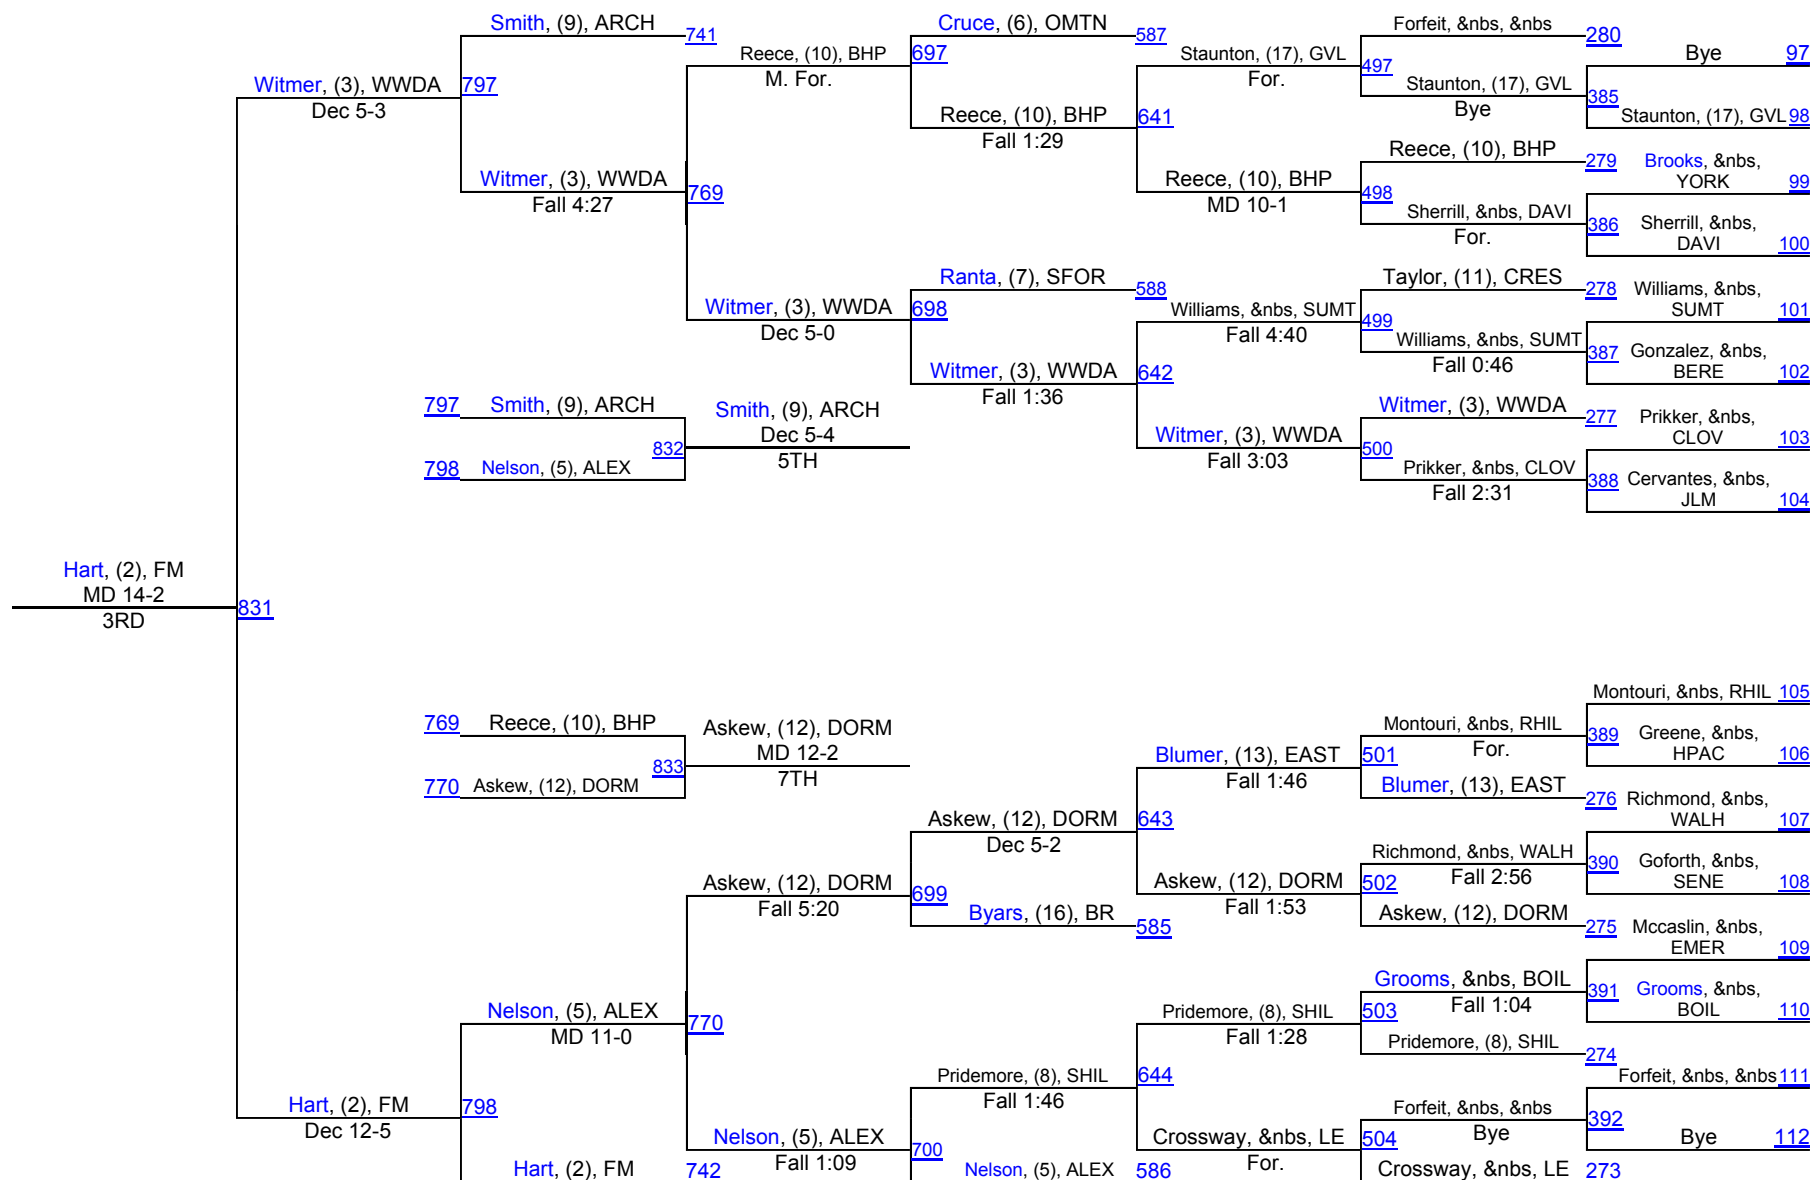 Smith, (9), ARCH
741
Witmer, (3), WWDA
Dec 5-3
797
Witmer, (3), WWDA
Fall 4:27
769
Reece, (10), BHP
M. For.
697
Cruce, (6), OMTN
587
Reece, (10), BHP
Fall 1:29
641
Staunton, (17), GVL
For.
497
Forfeit, &nbs, &nbs
280
Staunton, (17), GVL
Bye
385
Bye
97
Staunton, (17), GVL
98
Reece, (10), BHP
MD 10-1
498
Reece, (10), BHP
279
Sherrill, &nbs, DAVI
For.
386
Brooks, &nbs,
YORK
99
Sherrill, &nbs,
DAVI
100
Witmer, (3), WWDA
Dec 5-0
698
Ranta, (7), SFOR
588
Witmer, (3), WWDA
Fall 1:36
642
Williams, &nbs, SUMT
Fall 4:40
499
Taylor, (11), CRES
278
Williams, &nbs, SUMT
Fall 0:46
387
Williams, &nbs,
SUMT
101
Gonzalez, &nbs,
BERE
102
Witmer, (3), WWDA
Fall 3:03
500
Witmer, (3), WWDA
277
Prikker, &nbs, CLOV
Fall 2:31
388
Prikker, &nbs,
CLOV
103
Cervantes, &nbs,
JLM
104
797
Smith, (9), ARCH
798
Nelson, (5), ALEX
832
Smith, (9), ARCH
Dec 5-4
5TH
Hart, (2), FM
MD 14-2
3RD
831
769
Reece, (10), BHP
770
Askew, (12), DORM
833
Askew, (12), DORM
MD 12-2
7TH
Askew, (12), DORM
Fall 5:20
699
Askew, (12), DORM
Dec 5-2
643
Byars, (16), BR
585
Blumer, (13), EAST
Fall 1:46
501
Montouri, &nbs, RHIL
For.
389
Montouri, &nbs, RHIL
105
Greene, &nbs,
HPAC
106
Blumer, (13), EAST
276
Askew, (12), DORM
Fall 1:53
502
Richmond, &nbs, WALH
Fall 2:56
390
Richmond, &nbs,
WALH
107
Goforth, &nbs,
SENE
108
Askew, (12), DORM
275
Nelson, (5), ALEX
MD 11-0
770
Pridemore, (8), SHIL
Fall 1:28
503
Grooms, &nbs, BOIL
Fall 1:04
391
Mccaslin, &nbs,
EMER
109
Grooms, &nbs,
BOIL
110
Pridemore, (8), SHIL
274
Pridemore, (8), SHIL
Fall 1:46
644
Hart, (2), FM
Dec 12-5
798
Nelson, (5), ALEX
Fall 1:09
700
Crossway, &nbs, LE
For.
504
Forfeit, &nbs, &nbs
Bye
392
Forfeit, &nbs, &nbs
111
Bye
112
Hart, (2), FM
742
Nelson, (5), ALEX
586
Crossway, &nbs, LE
273